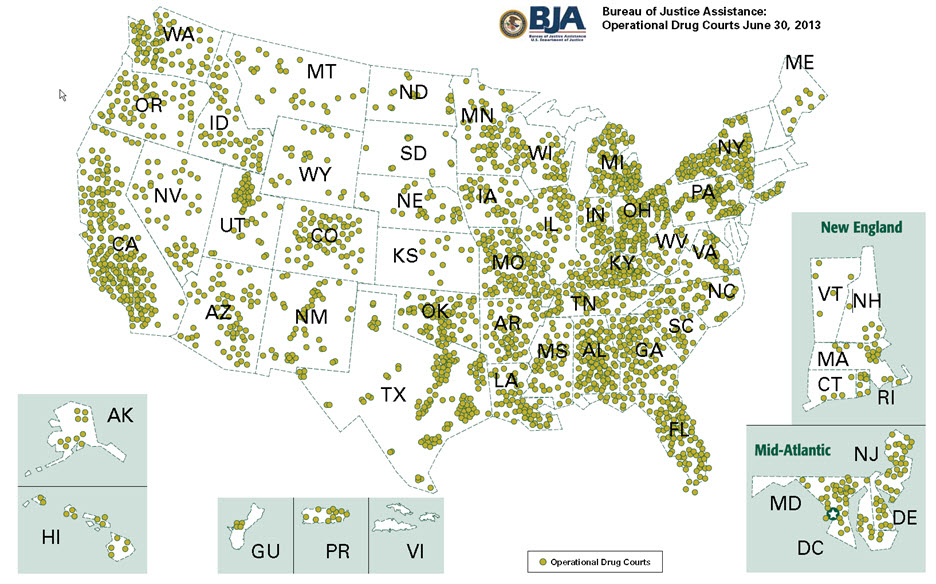 BJA
Bureau of Justice Assistance
U.S. Department of Justice
Bureau of Justice Assistance:
Operational Drug Courts June 30, 2013
WA
MT
ND
MN
ME
OR
ID
SD
WI
MI
NY
WY
NV
NE
IA
PA
UT
CO
IL
IN
OH
CA
KS
MO
KY
WV
VA
AZ
NM
OK
AR
TN
NC
SC
MS
AL
GA
TX
LA
FL
New England
VT
NH
MA
CT
RI
Mid-Atlantic
NJ
MD
DE
DC
AK
HI
GU
PR
VI
Operational Drug Courts